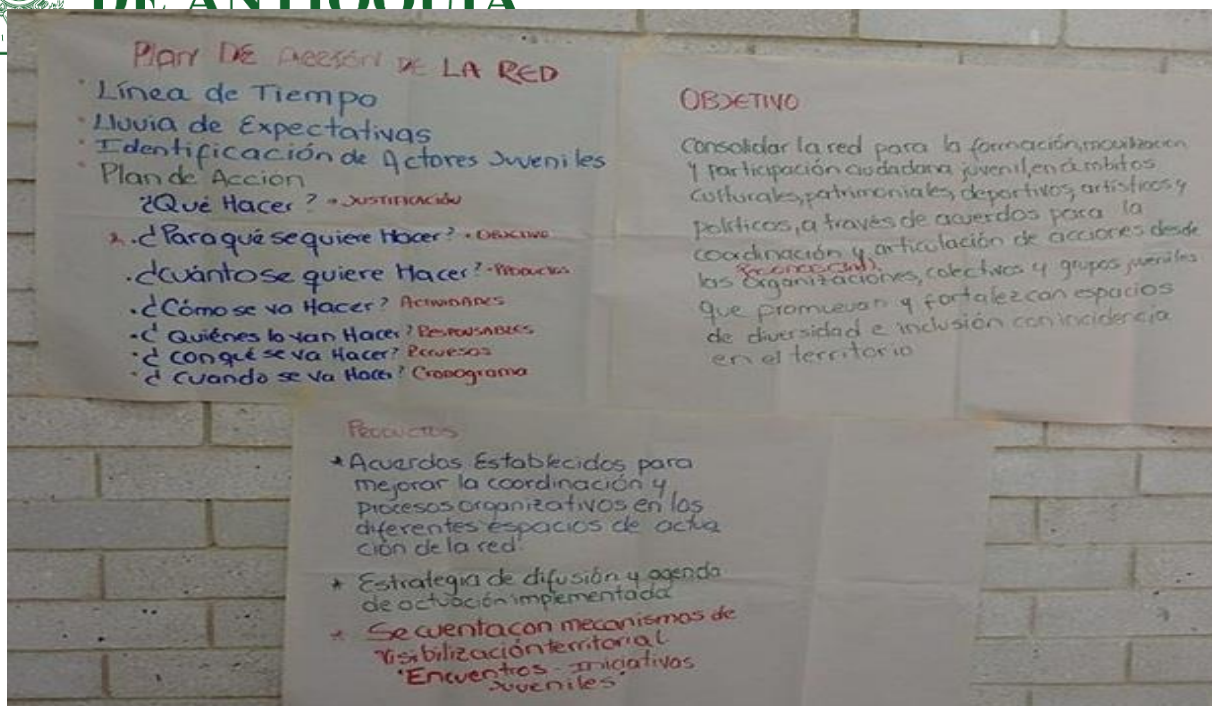 DE ANTIOQUIA
Plan DE Acción DE LA RED
· Línea de Tiempo
· Lluvia de Expectativas
· Identificación de Actores Juveniles
· Plan de Acción
¿Qué Hacer? → JUSTIFICACIÓN
* . ¿Para qué se quiere Hacer? · OBJETIVO
. ¿Cuánto se quiere Hacer? - Productos
. ¿Cómo se va Hacer? ACTIVIDADES
. ¿Quiénes lo van Hacer? RESPONSABLES
. ¿Con qué se va Hacer? Recursos
. ¿Cuando se va Hacer? Cronograma
OBJETIVO
Consolidar la red para la formación, movilización
y participación ciudadana juvenil, en ámbitos
culturales, patrimoniales, deportivos, artísticos y
políticos, a través de acuerdos para la
coordinación y articulación de acciones desde
las organizaciones, colectivos y grupos juveniles
que promuevan y fortalezcan espacios
de diversidad e inclusión con incidencia
en el territorio
PRODUCTOS
* Acuerdos Establecidos para
mejorar la coordinación y
procesos organizativos en los
diferentes espacios de actua
ción de la red.
* Estrategia de difusión y agenda
de actuación implementada
* Se cuenta con mecanismos de
visibilización territorial
"Encuentros - Iniciativas
Juveniles"